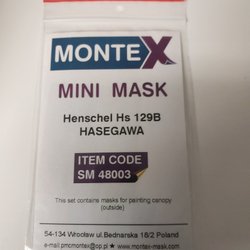 MONTEX
MINI MASK
Henschel Hs 129B
HASEGAWA
ITEM CODE
SM 48003
This set contains masks for painting canopy
(outside)
54-134 Wrocław ul.Bednarska 18/2 Poland
e-mail:pmcmontex@op.pl ★ www.montex-mask.com